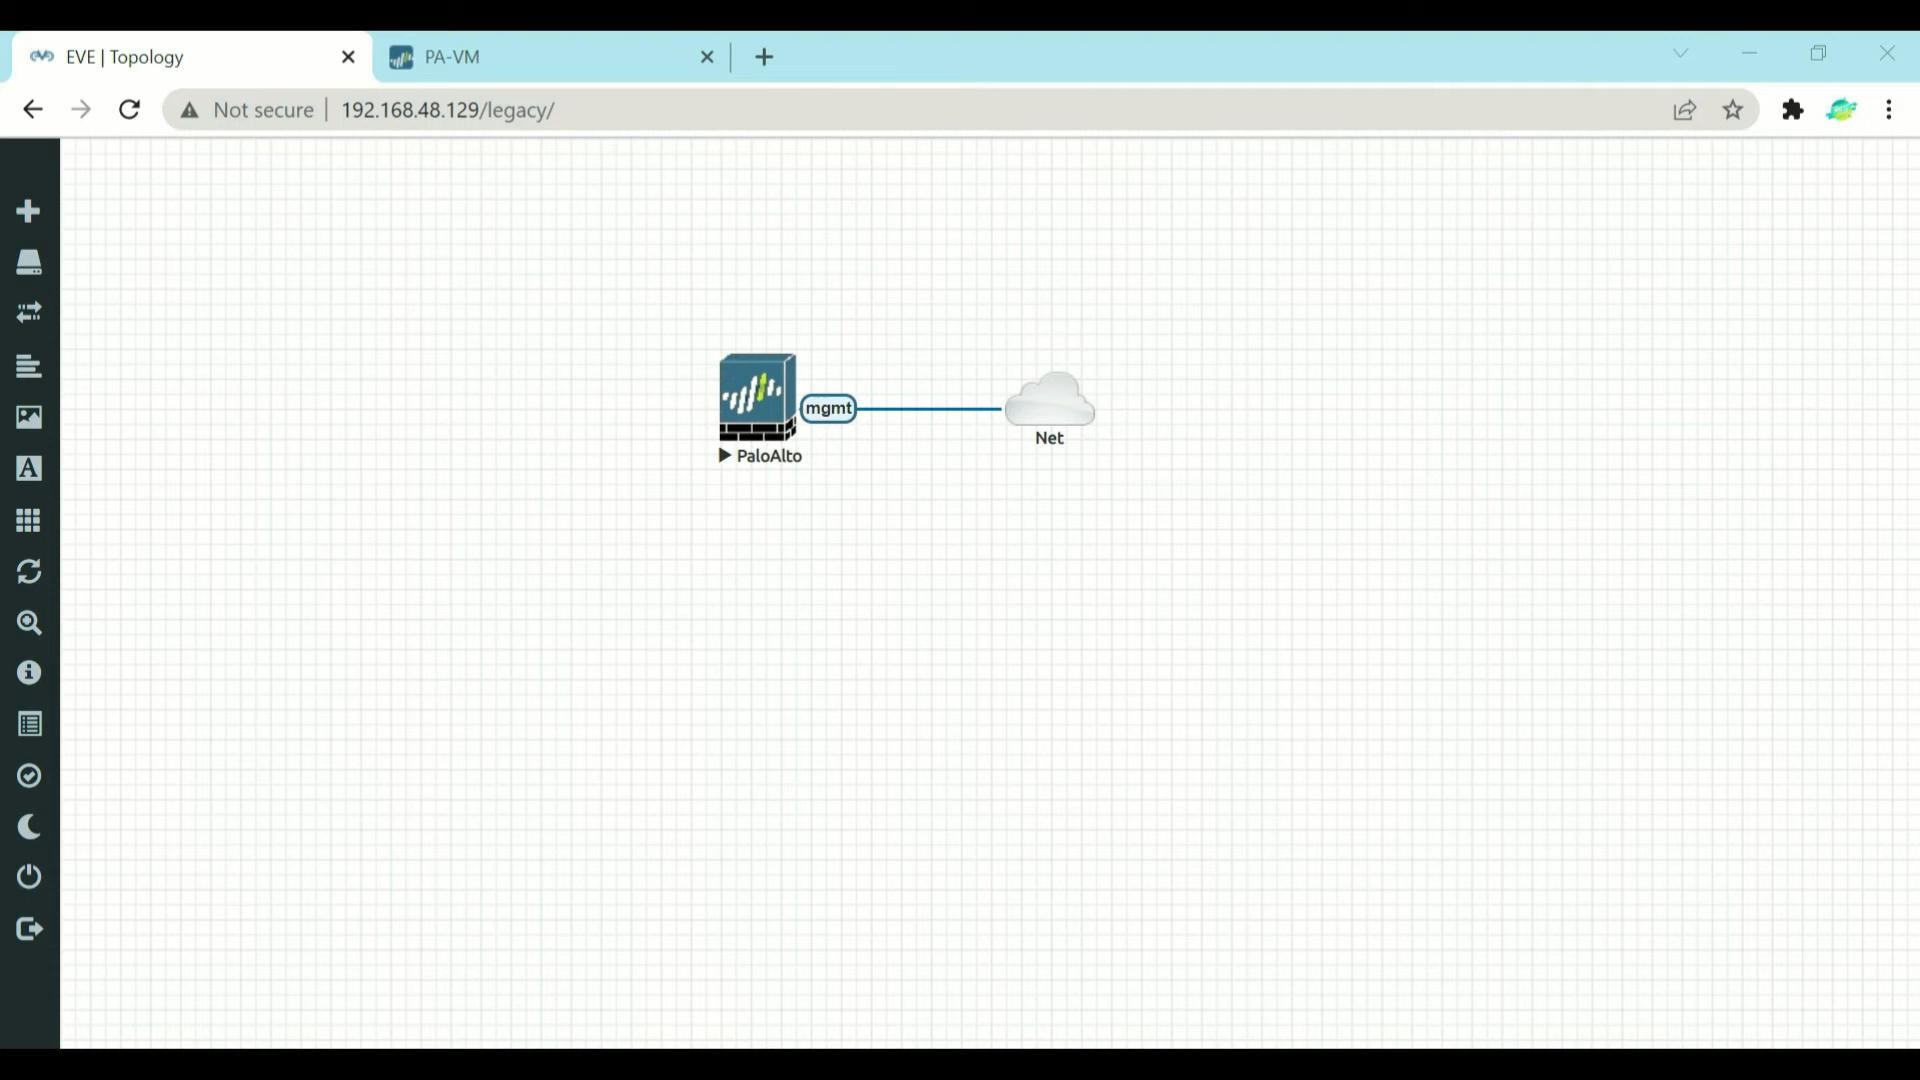 EVE | Topology
PA-VM
Not secure | 192.168.48.129/legacy/
mgmt
Net
PaloAlto
A